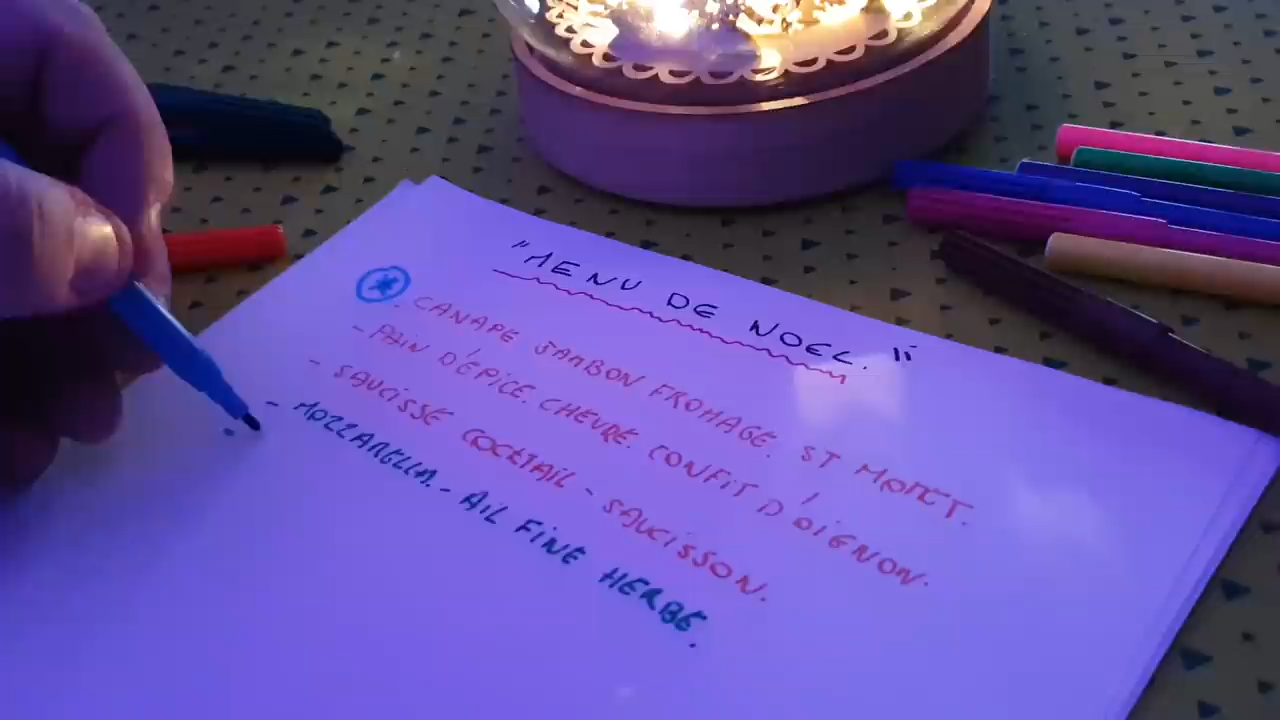 "MENU DE NOEL."
. CANAPE JAMBON FROMAGE. ST MORET.
- PAIN D'ÉPICE. CHEVRE. CONFIT D'OIGNON.
- SAUCISSE COCKTAIL - SAUCISSON.
- MOZZARELLA. - AIL FINE HERBE.